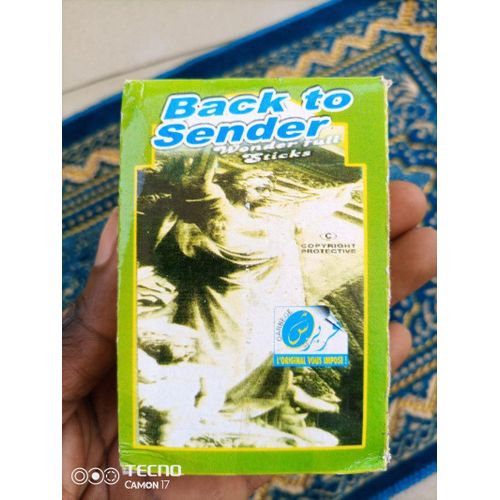 Back to
Sender
Wonder full
Sticks
C
COPYRIGHT
PROTECTIVE
L'ORIGINAL VOUS IMPOSE !
TECNO
CAMON 17